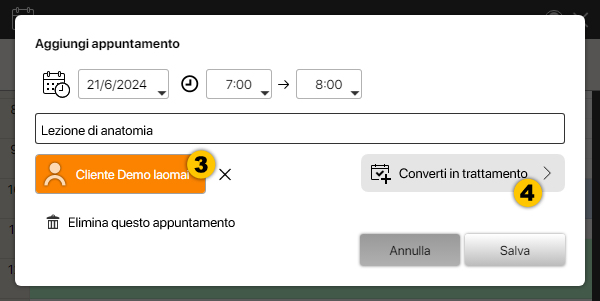 Aggiungi appuntamento
21/6/2024 7:00 → 8:00
Lezione di anatomia
Cliente Demo Iaomai 3 Converti in trattamento 4
Elimina questo appuntamento
Annulla Salva